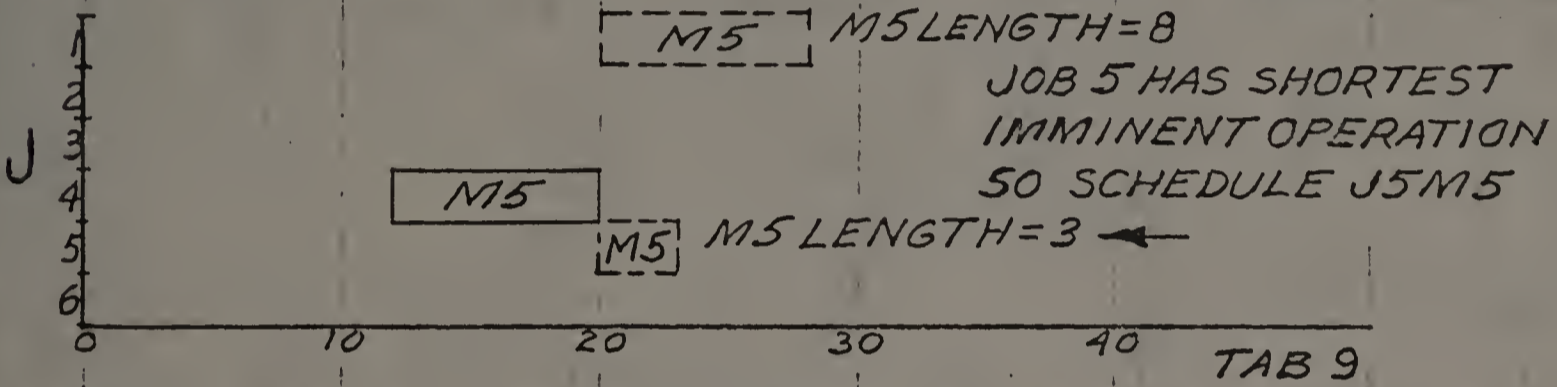 1 M5 M5 LENGTH=8
2 JOB 5 HAS SHORTEST
J 3 IMMINENT OPERATION
4 M5 SO SCHEDULE J5M5
5 M5 M5 LENGTH=3
6
0 10 20 30 40 TAB 9